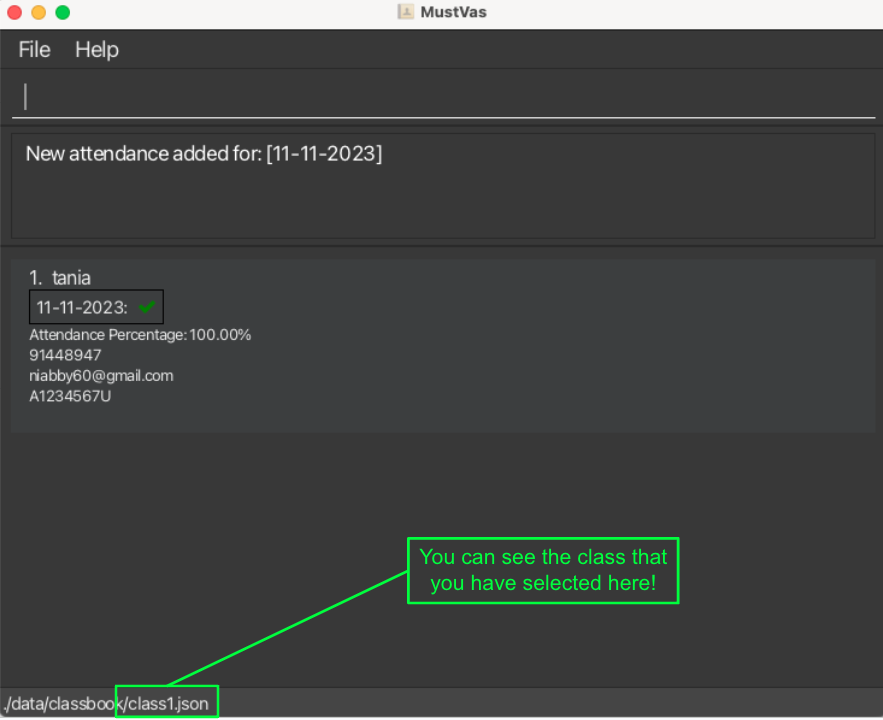 MustVas
File Help
New attendance added for: [11-11-2023]
1. tania
11-11-2023:
Attendance Percentage: 100.00%
91448947
niabby60@gmail.com
A1234567U
You can see the class that
you have selected here!
./data/classbook/class1.json